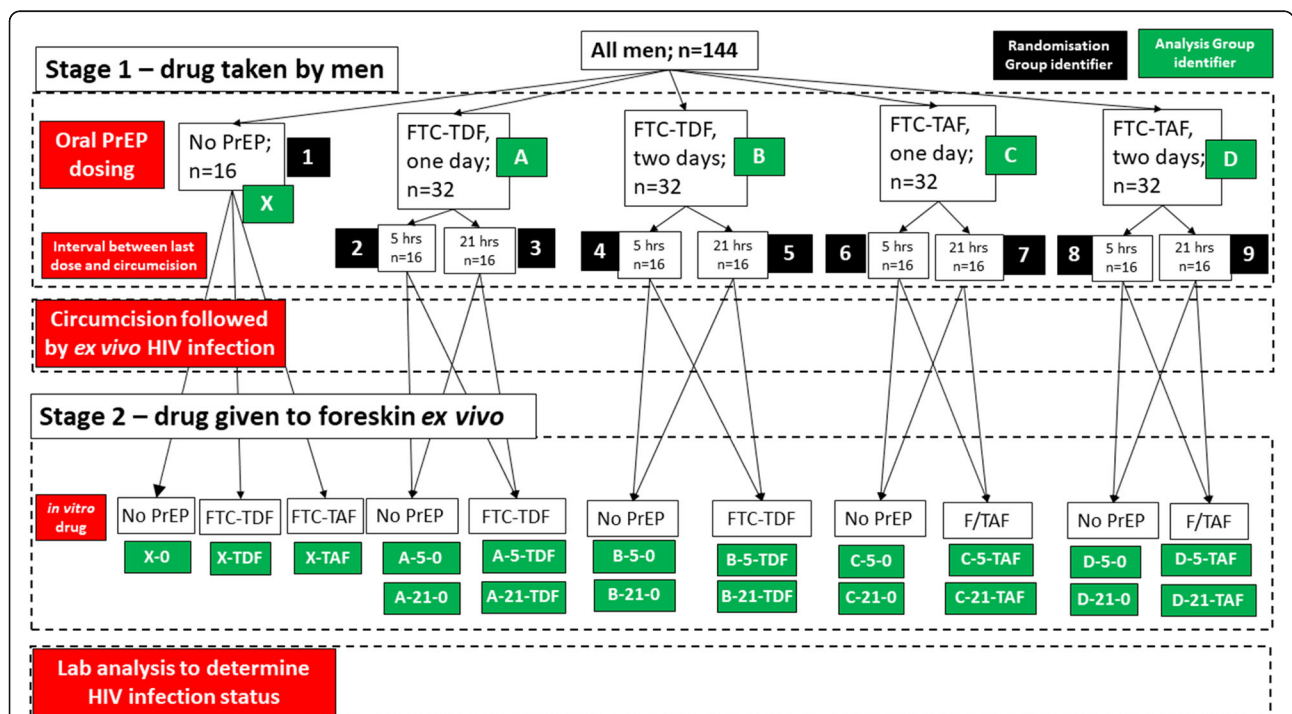 All men; n=144
Randomisation
Group identifier
Analysis Group
identifier
Stage 1 – drug taken by men
Oral PrEP
dosing
No PrEP;
n=16
1
X
FTC-TDF,
one day;
n=32
A
FTC-TDF,
two days;
n=32
B
FTC-TAF,
one day;
n=32
C
FTC-TAF,
two days;
n=32
D
Interval between last
dose and circumcision
2
5 hrs
n=16
21 hrs
n=16
3
4
5 hrs
n=16
21 hrs
n=16
5
6
5 hrs
n=16
21 hrs
n=16
7
8
5 hrs
n=16
21 hrs
n=16
9
Circumcision followed
by ex vivo HIV infection
Stage 2 – drug given to foreskin ex vivo
in vitro
drug
No PrEP
FTC-TDF
FTC-TAF
No PrEP
FTC-TDF
No PrEP
FTC-TDF
No PrEP
F/TAF
No PrEP
F/TAF
X-0
X-TDF
X-TAF
A-5-0
A-5-TDF
B-5-0
B-5-TDF
C-5-0
C-5-TAF
D-5-0
D-5-TAF
A-21-0
A-21-TDF
B-21-0
B-21-TDF
C-21-0
C-21-TAF
D-21-0
D-21-TAF
Lab analysis to determine
HIV infection status